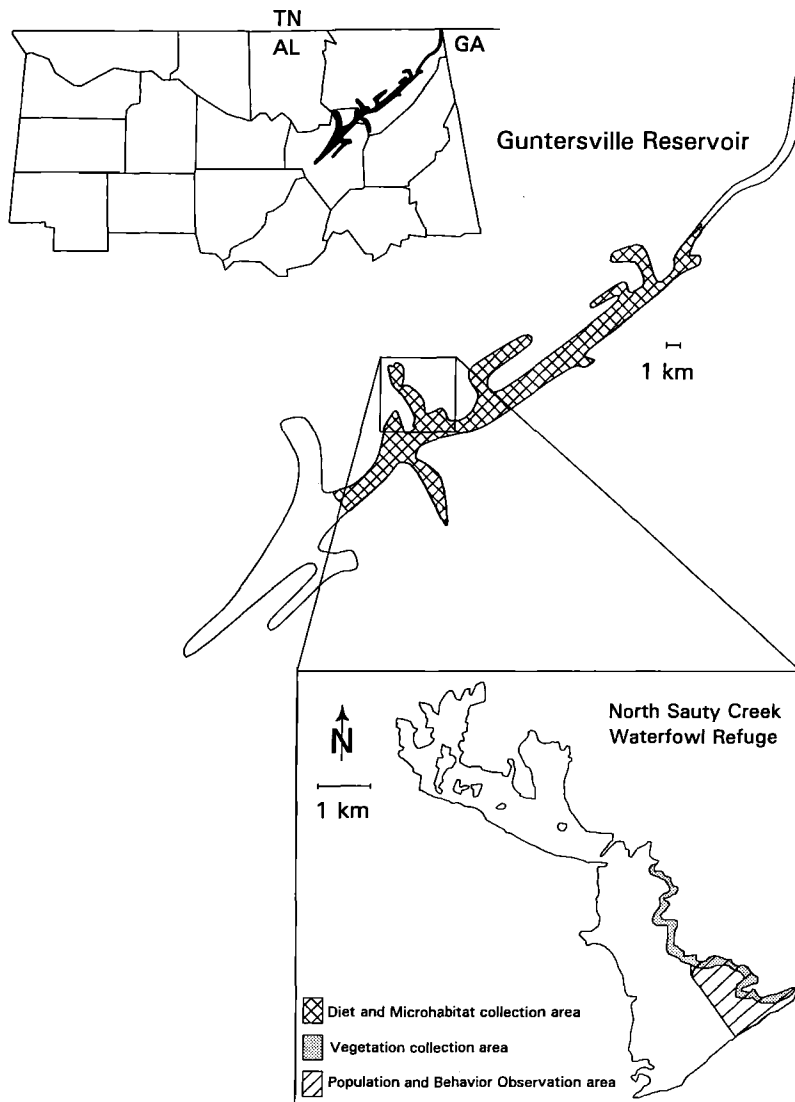 TN
AL
GA
Guntersville Reservoir
1 km
North Sauty Creek
Waterfowl Refuge
N
1 km
Diet and Microhabitat collection area
Vegetation collection area
Population and Behavior Observation area